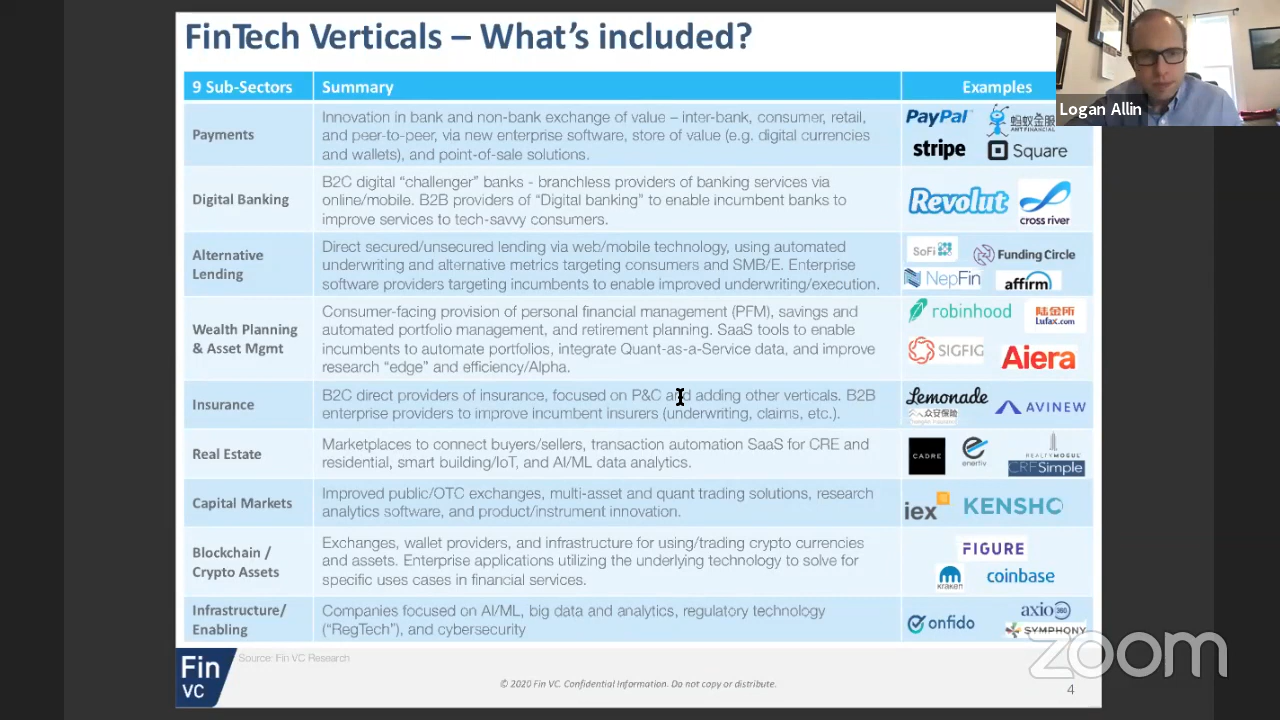 FinTech Verticals – What's included?
Logan Allin
9 Sub-Sectors
Summary
Examples
Payments
Innovation in bank and non-bank exchange of value – inter-bank, consumer, retail,
and peer-to-peer, via new enterprise software, store of value (e.g. digital currencies
and wallets), and point-of-sale solutions.
PayPal
蚂蚁金服
ANT FINANCIAL
stripe
Square
Digital Banking
B2C digital “challenger” banks - branchless providers of banking services via
online/mobile. B2B providers of “Digital banking” to enable incumbent banks to
improve services to tech-savvy consumers.
Revolut
cross river
Alternative
Lending
Direct secured/unsecured lending via web/mobile technology, using automated
underwriting and alternative metrics targeting consumers and SMB/E. Enterprise
software providers targeting incumbents to enable improved underwriting/execution.
SoFi
Funding Circle
NepFin
affirm
Wealth Planning
& Asset Mgmt
Consumer-facing provision of personal financial management (PFM), savings and
automated portfolio management, and retirement planning. SaaS tools to enable
incumbents to automate portfolios, integrate Quant-as-a-Service data, and improve
research “edge” and efficiency/Alpha.
robinhood
陆金所
Lufax.com
SIGFIG
Aiera
Insurance
B2C direct providers of insurance, focused on P&C and adding other verticals. B2B
enterprise providers to improve incumbent insurers (underwriting, claims, etc.).
Lemonade
众安保险
AVINEW
Real Estate
Marketplaces to connect buyers/sellers, transaction automation SaaS for CRE and
residential, smart building/IoT, and AI/ML data analytics.
CADRE
enertiv
REALTYMOGUL
CRFSimple
Capital Markets
Improved public/OTC exchanges, multi-asset and quant trading solutions, research
analytics software, and product/instrument innovation.
iex
KENSHO
Blockchain /
Crypto Assets
Exchanges, wallet providers, and infrastructure for using/trading crypto currencies
and assets. Enterprise applications utilizing the underlying technology to solve for
specific uses cases in financial services.
FIGURE
kraken
coinbase
Infrastructure/
Enabling
Companies focused on AI/ML, big data and analytics, regulatory technology
(“RegTech”), and cybersecurity
onfido
axio360
SYMPHONY
Fin
VC
Source: Fin VC Research
© 2020 Fin VC. Confidential Information. Do not copy or distribute.
4
zoom